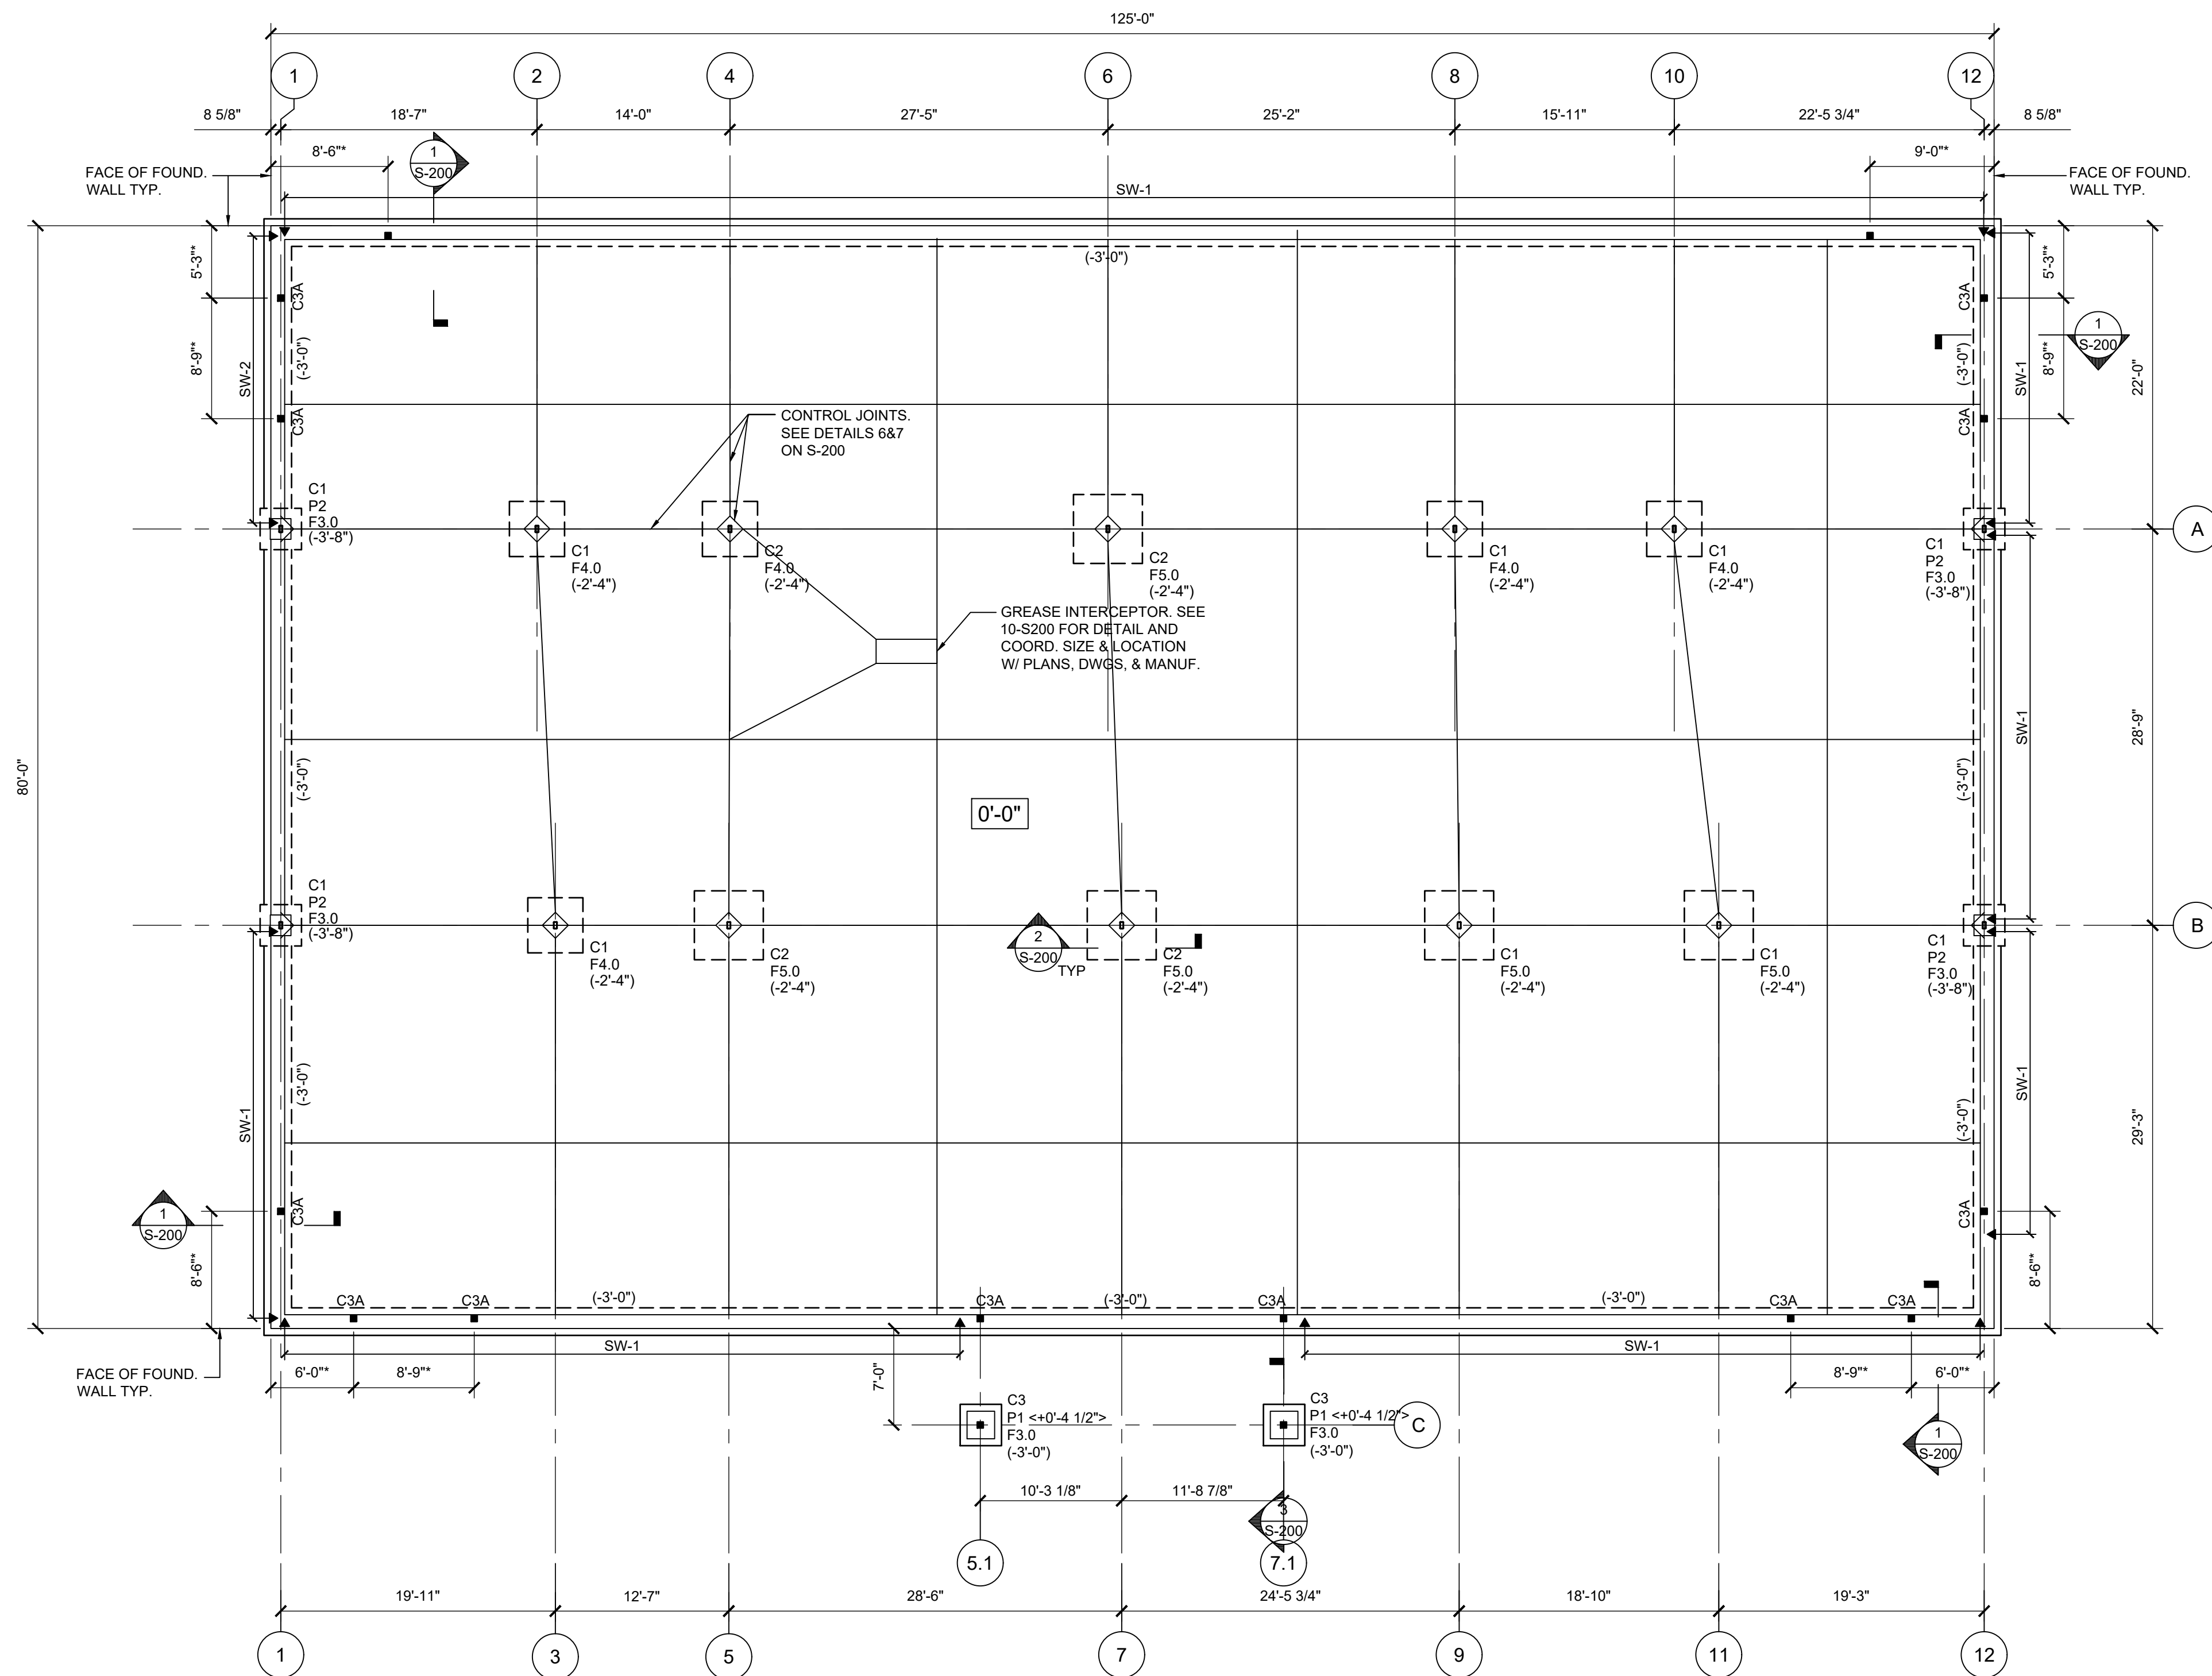 125'-0"
1
2
4
6
8
10
12
8 5/8"
18'-7"
14'-0"
27'-5"
25'-2"
15'-11"
22'-5 3/4"
8 5/8"
8'-6"*
1
S-200
9'-0"*
FACE OF FOUND.
WALL TYP.
FACE OF FOUND.
WALL TYP.
SW-1
(-3'-0")
5'-3"*
C3A
8'-9"*
SW-2
(-3'-0")
C3A
5'-3"*
C3A
8'-9"*
SW-1
(-3'-0")
C3A
1
S-200
22'-0"
CONTROL JOINTS.
SEE DETAILS 6&7
ON S-200
C1
P2
F3.0
(-3'-8")
C1
F4.0
(-2'-4")
C2
F4.0
(-2'-4")
C2
F5.0
(-2'-4")
C1
F4.0
(-2'-4")
C1
F4.0
(-2'-4")
C1
P2
F3.0
(-3'-8")
A
GREASE INTERCEPTOR. SEE
10-S200 FOR DETAIL AND
COORD. SIZE & LOCATION
W/ PLANS, DWGS, & MANUF.
80'-0"
(-3'-0")
0'-0"
(-3'-0")
SW-1
28'-9"
C1
P2
F3.0
(-3'-8")
C1
F4.0
(-2'-4")
C2
F5.0
(-2'-4")
2
S-200
TYP
C2
F5.0
(-2'-4")
C1
F5.0
(-2'-4")
C1
F5.0
(-2'-4")
C1
P2
F3.0
(-3'-8")
B
SW-1
(-3'-0")
(-3'-0")
SW-1
29'-3"
1
S-200
C3A
8'-6"*
C3A
8'-6"*
C3A
C3A
(-3'-0")
C3A
(-3'-0")
C3A
(-3'-0")
C3A
C3A
SW-1
SW-1
FACE OF FOUND.
WALL TYP.
6'-0"*
8'-9"*
7'-0"
8'-9"*
6'-0"*
C3
P1 <+0'-4 1/2">
F3.0
(-3'-0")
C3
P1 <+0'-4 1/2">
F3.0
(-3'-0")
C
1
S-200
10'-3 1/8"
11'-8 7/8"
3
S-200
5.1
7.1
19'-11"
12'-7"
28'-6"
24'-5 3/4"
18'-10"
19'-3"
1
3
5
7
9
11
12